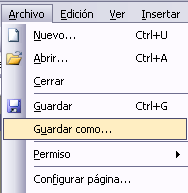 Archivo Edición Ver Insertar
Nuevo... Ctrl+U
Abrir... Ctrl+A
Cerrar
Guardar Ctrl+G
Guardar como...
Permiso
Configurar página...